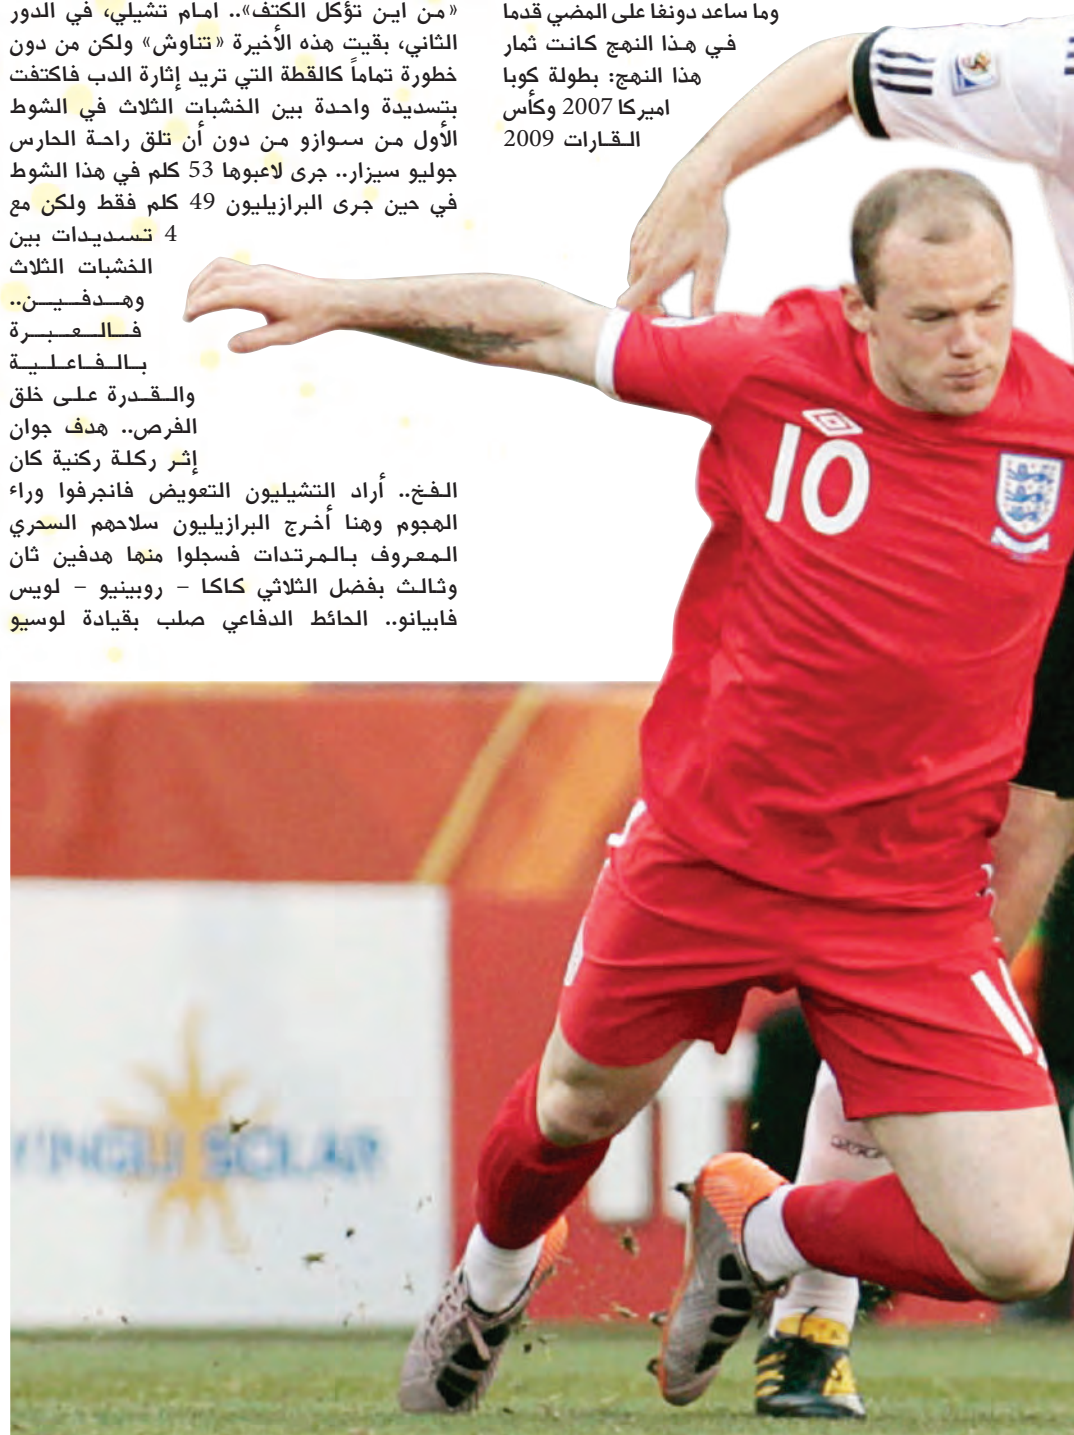 وما ساعد دونغا على المضي قدما
في هذا النهج كانت ثمار
هذا النهج: بطولة كوبا
اميركا 2007 وكأس
القارات 2009
«من اين تؤكل الكتف».. امام تشيلي، في الدور
الثاني، بقيت هذه الأخيرة «تناوش» ولكن من دون
خطورة تماماً كالقطة التي تريد إثارة الدب فاكتفت
بتسديدة واحدة بين الخشبات الثلاث في الشوط
الأول من سوازو من دون أن تلق راحة الحارس
جوليو سيزار.. جرى لاعبوها 53 كلم في هذا الشوط
في حين جرى البرازيليون 49 كلم فقط ولكن مع
4 تسديدات بين
الخشبات الثلاث
وهدفين..
فالعبرة
بالفاعلية
والقدرة على خلق
الفرص.. هدف جوان
إثر ركلة ركنية كان
الفخ.. أراد التشيليون التعويض فانجرفوا وراء
الهجوم وهنا أخرج البرازيليون سلاحهم السحري
المعروف بالمرتدات فسجلوا منها هدفين ثان
وثالث بفضل الثلاثي كاكا – روبينيو – لويس
فابيانو.. الحائط الدفاعي صلب بقيادة لوسيو
10
YINGLI SOLAR